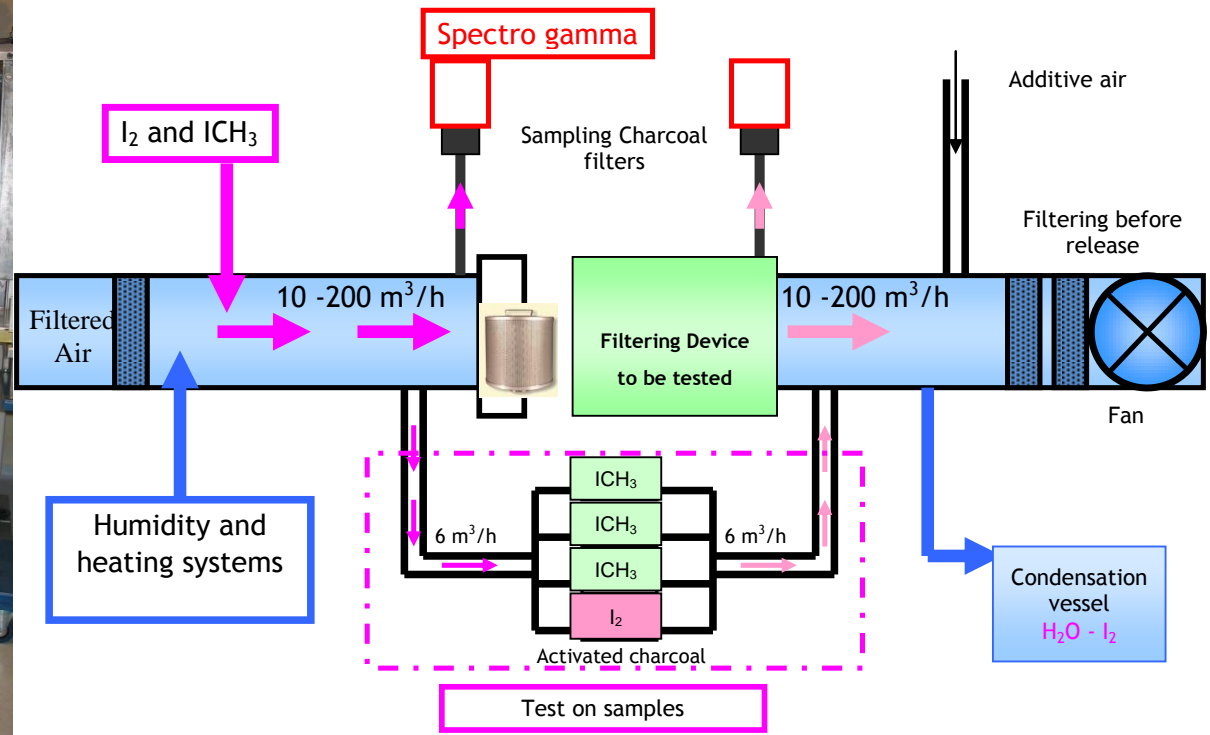 Spectro gamma
Additive air
I₂ and ICH₃
Sampling Charcoal
filters
Filtering before
release
10 -200 m³/h
10 -200 m³/h
Filtered
Air
Filtering Device
to be tested
Fan
ICH₃
ICH₃
6 m³/h
6 m³/h
ICH₃
I₂
Activated charcoal
Humidity and
heating systems
Condensation
vessel
H₂O - I₂
Test on samples